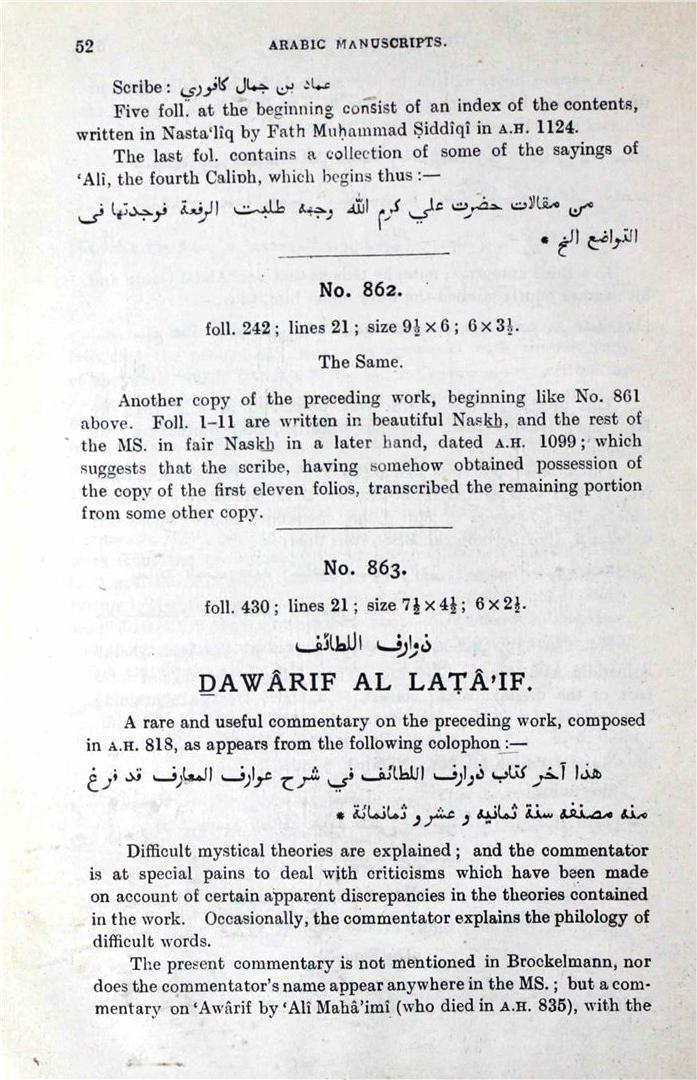 52
ARABIC MANUSCRIPTS.
Scribe: عماد بن جمال كافوري
Five foll. at the beginning consist of an index of the contents,
written in Nasta‘lîq by Fath Muḥammad Ṣiddîqî in A.H. 1124.
The last fol. contains a collection of some of the sayings of
‘Alî, the fourth Caliph, which begins thus :—
من مقالات حضرت علي كرم الله وجهه طلبت الرفعة فوجدتها فى
التواضع الخ *
No. 862.
foll. 242; lines 21; size 9½ × 6; 6 × 3½.
The Same.
Another copy of the preceding work, beginning like No. 861
above. Foll. 1–11 are written in beautiful Naskh, and the rest of
the MS. in fair Naskh in a later hand, dated A.H. 1099; which
suggests that the scribe, having somehow obtained possession of
the copy of the first eleven folios, transcribed the remaining portion
from some other copy.
No. 863.
foll. 430; lines 21; size 7½ × 4½; 6 × 2½.
ذوارف اللطائف
ḎAWÂRIF AL LAṬÂ’IF.
A rare and useful commentary on the preceding work, composed
in A.H. 818, as appears from the following colophon :—
هذا آخر كتاب ذوارف اللطائف في شرح عوارف المعارف قد فرغ
منه مصنفه سنة ثمانيه و عشر و ثمانمائة *
Difficult mystical theories are explained; and the commentator
is at special pains to deal with criticisms which have been made
on account of certain apparent discrepancies in the theories contained
in the work. Occasionally, the commentator explains the philology of
difficult words.
The present commentary is not mentioned in Brockelmann, nor
does the commentator's name appear anywhere in the MS.; but a com-
mentary on ‘Awârif by ‘Alî Mahâ’imî (who died in A.H. 835), with the